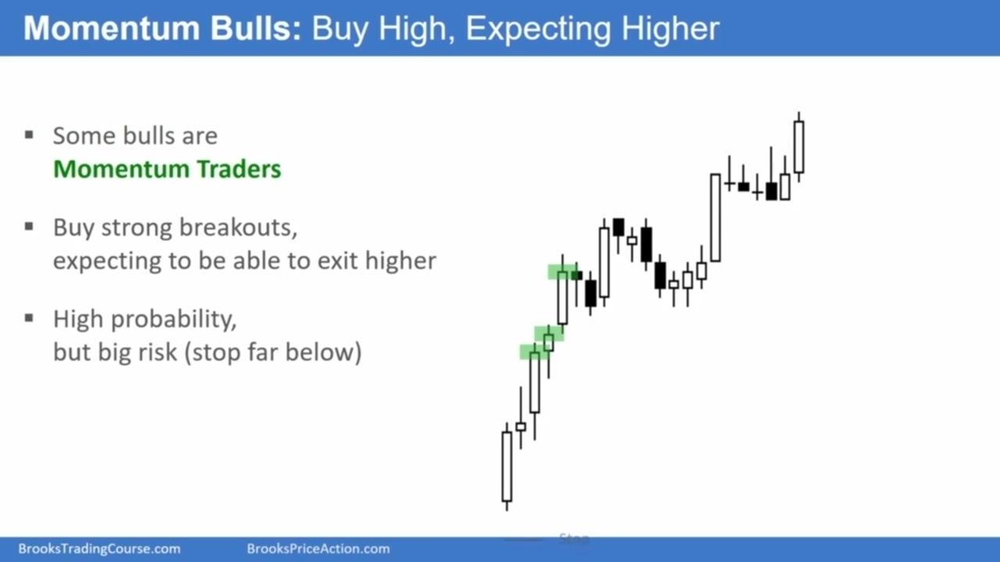 Momentum Bulls: Buy High, Expecting Higher
Some bulls are
Momentum Traders
Buy strong breakouts,
expecting to be able to exit higher
High probability,
but big risk (stop far below)
Stop
BrooksTradingCourse.com
BrooksPriceAction.com